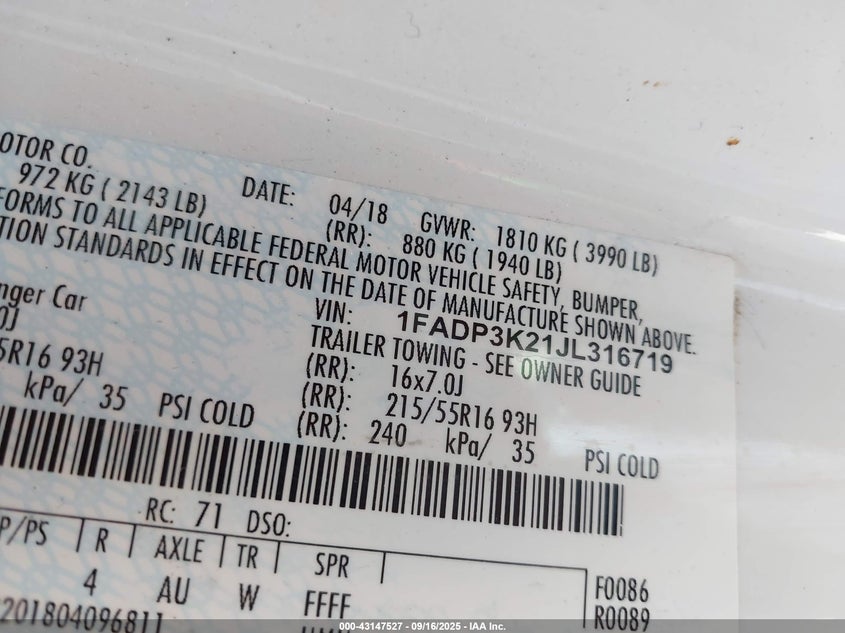 OTOR CO.
DATE: 04/18 GVWR: 1810 KG ( 3990 LB)
972 KG ( 2143 LB) (RR): 880 KG ( 1940 LB)
FORMS TO ALL APPLICABLE FEDERAL MOTOR VEHICLE SAFETY, BUMPER,
TION STANDARDS IN EFFECT ON THE DATE OF MANUFACTURE SHOWN ABOVE.
VIN: 1FADP3K21JL316719
nger Car TRAILER TOWING - SEE OWNER GUIDE
0J (RR): 16x7.0J
5R16 93H (RR): 215/55R16 93H
kPa/ 35 PSI COLD (RR): 240 kPa/ 35 PSI COLD
RC: 71 DSO:
P/PS R AXLE TR SPR
4 AU W FFFF
F0086
R0089
201804096811
000-43147527 - 09/16/2025 - IAA Inc.